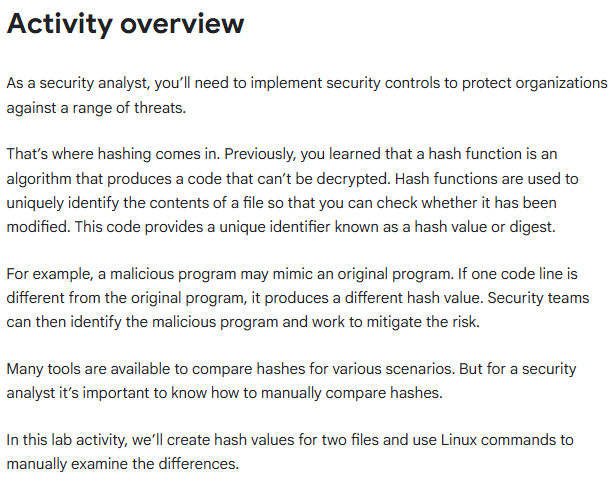 Activity overview
As a security analyst, you’ll need to implement security controls to protect organizations
against a range of threats.
That’s where hashing comes in. Previously, you learned that a hash function is an
algorithm that produces a code that can’t be decrypted. Hash functions are used to
uniquely identify the contents of a file so that you can check whether it has been
modified. This code provides a unique identifier known as a hash value or digest.
For example, a malicious program may mimic an original program. If one code line is
different from the original program, it produces a different hash value. Security teams
can then identify the malicious program and work to mitigate the risk.
Many tools are available to compare hashes for various scenarios. But for a security
analyst it’s important to know how to manually compare hashes.
In this lab activity, we’ll create hash values for two files and use Linux commands to
manually examine the differences.